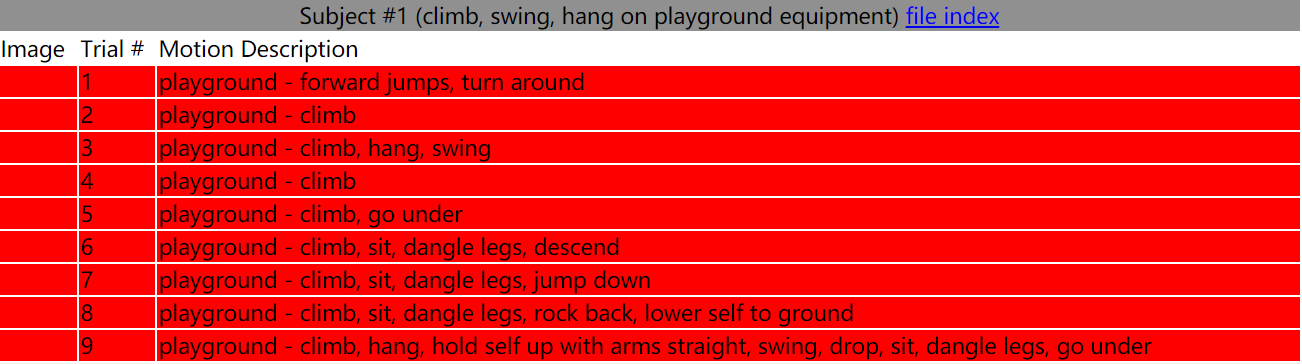 Subject #1 (climb, swing, hang on playground equipment) file index
Image Trial # Motion Description
1 playground - forward jumps, turn around
2 playground - climb
3 playground - climb, hang, swing
4 playground - climb
5 playground - climb, go under
6 playground - climb, sit, dangle legs, descend
7 playground - climb, sit, dangle legs, jump down
8 playground - climb, sit, dangle legs, rock back, lower self to ground
9 playground - climb, hang, hold self up with arms straight, swing, drop, sit, dangle legs, go under